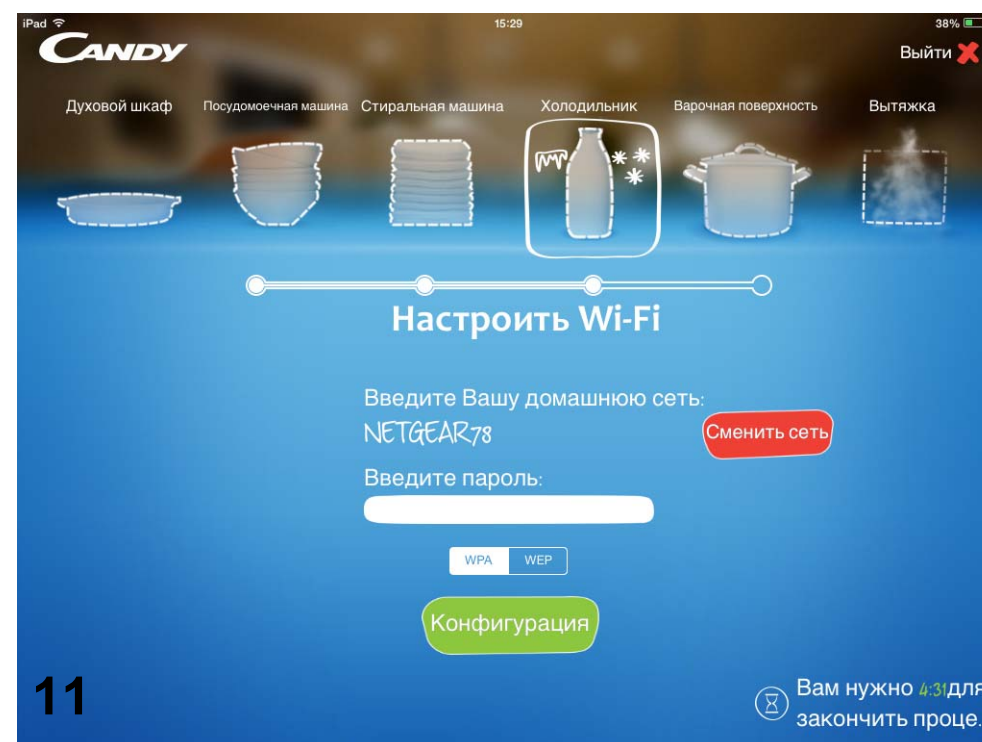 iPad 15:29 38%
CANDY Выйти
Духовой шкаф Посудомоечная машина Стиральная машина Холодильник Варочная поверхность Вытяжка
Настроить Wi-Fi
Введите Вашу домашнюю сеть:
NETGEAR78 Сменить сеть
Введите пароль:
WPA WEP
Конфигурация
11
Вам нужно 4:31для
закончить проце.